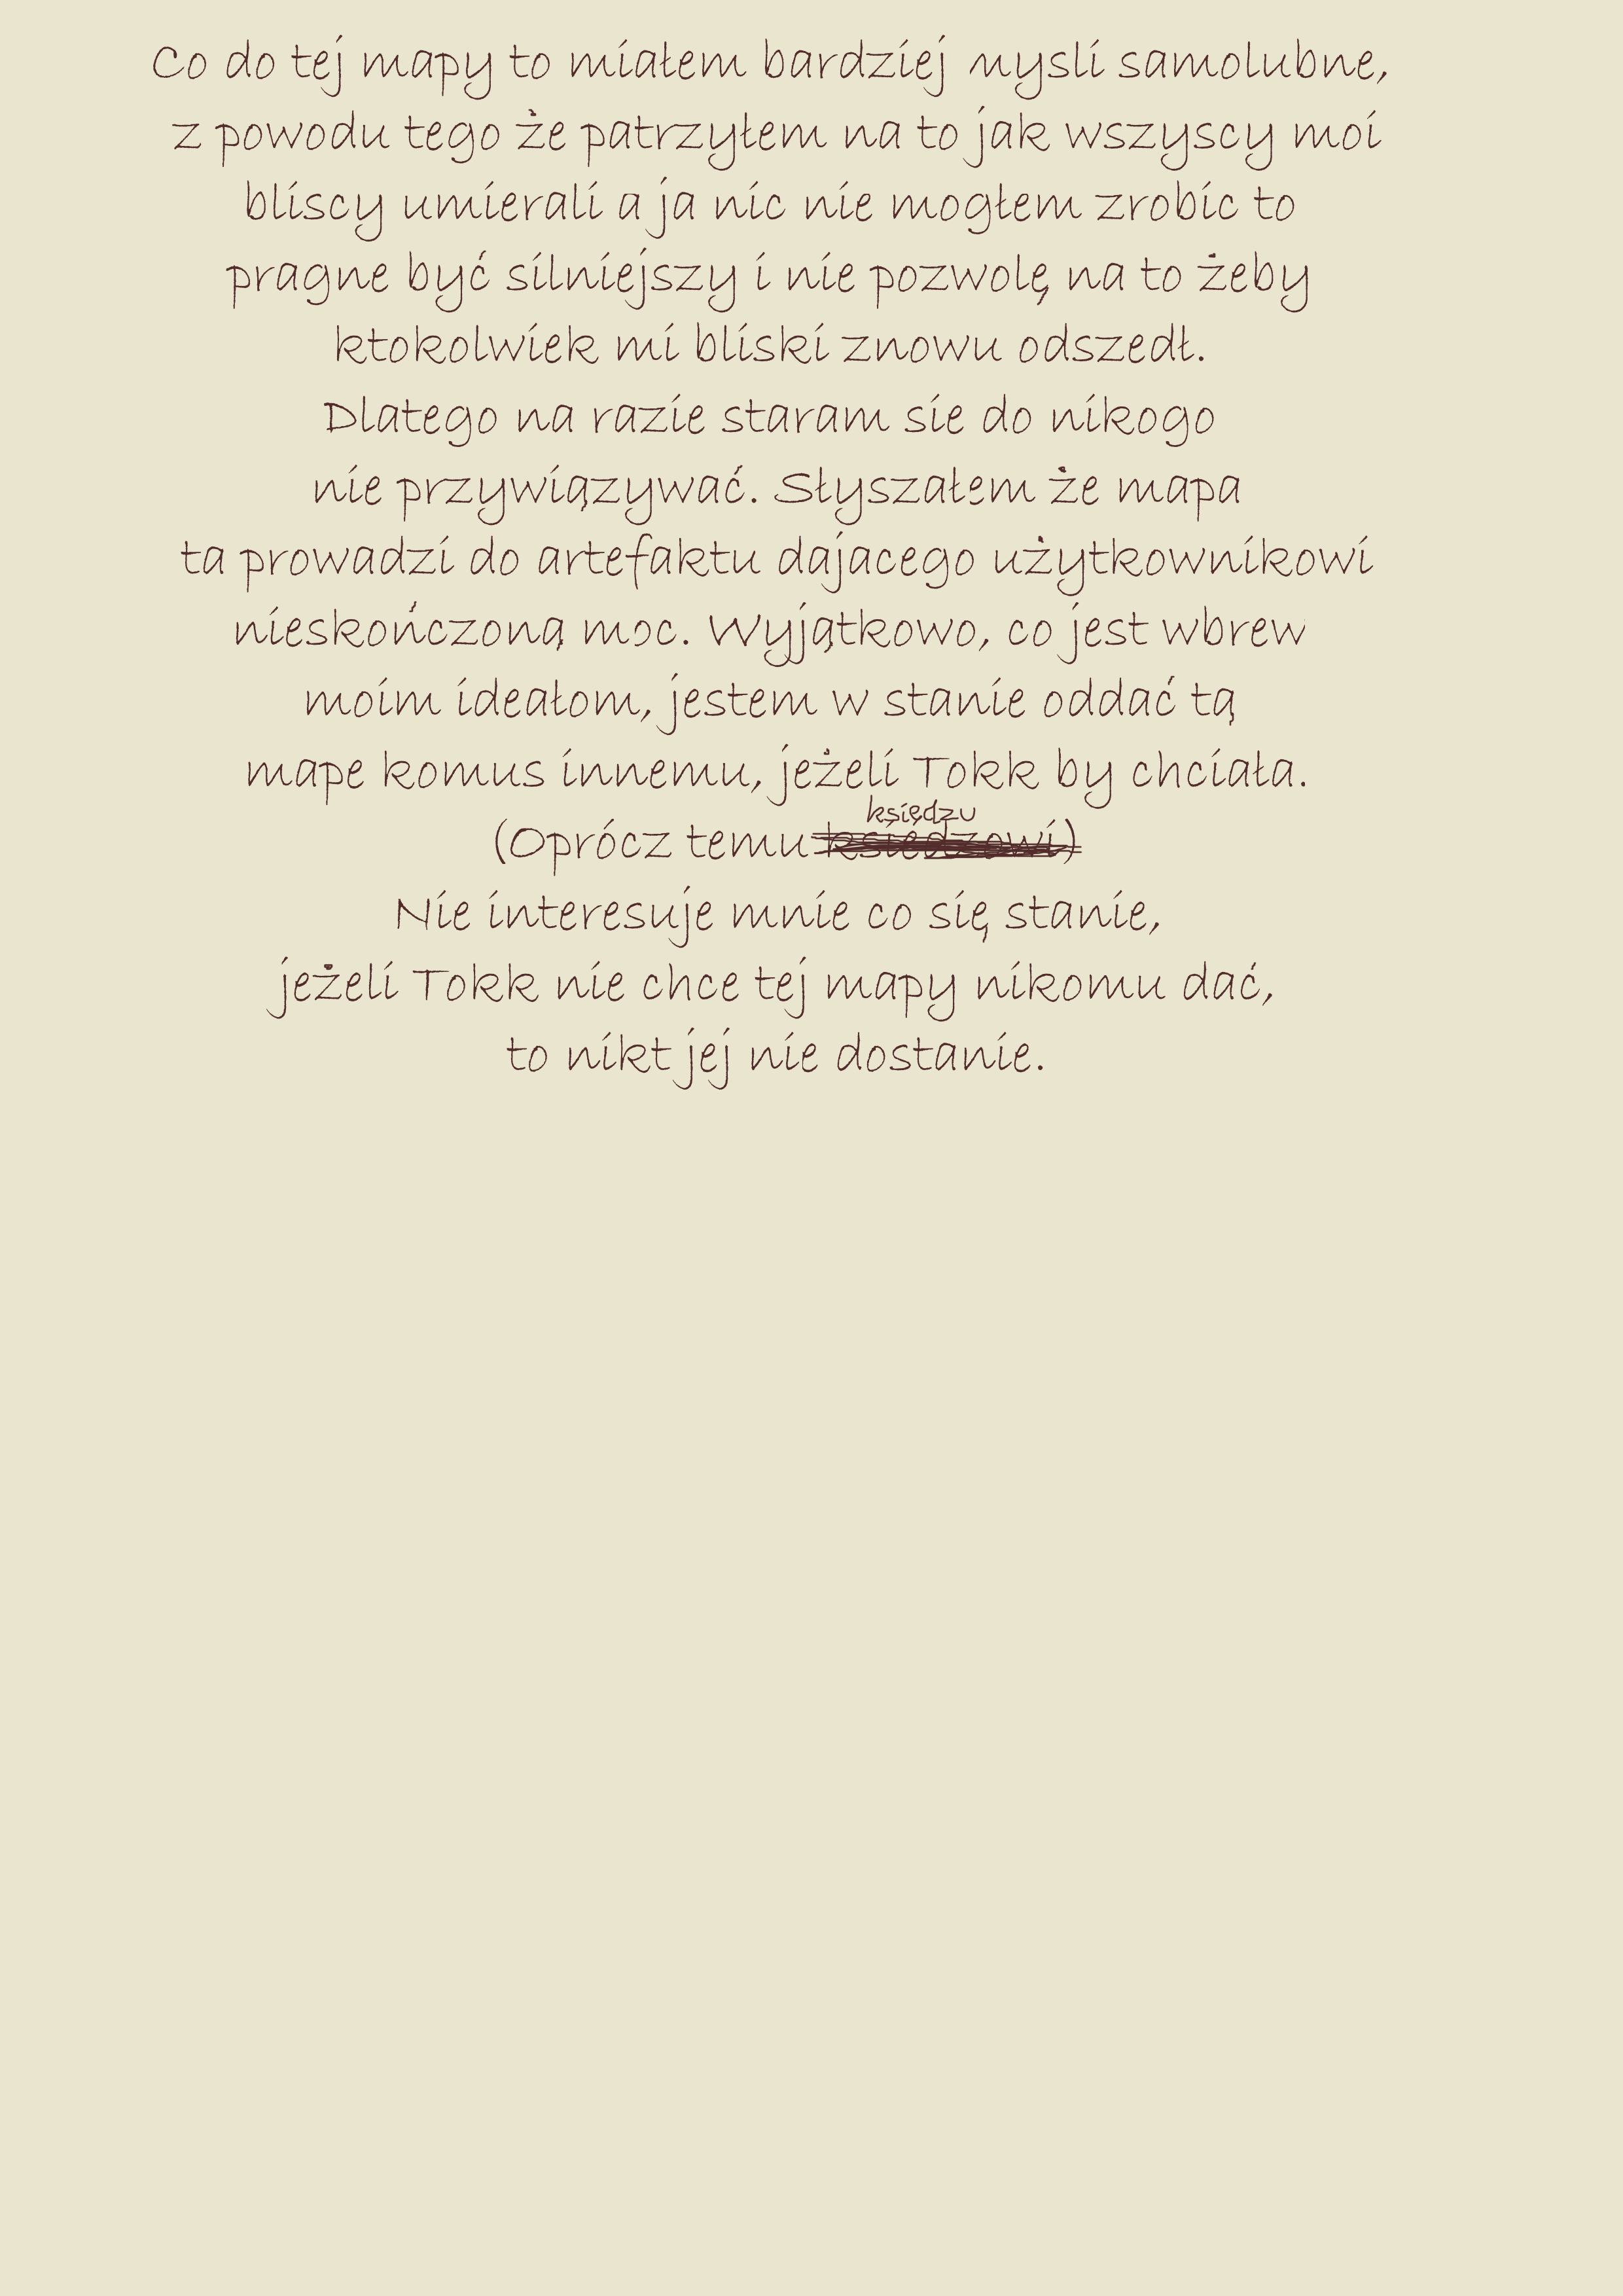 Co do tej mapy to miałem bardziej mysli samolubne,
z powodu tego że patrzyłem na to jak wszyscy moi
bliscy umierali a ja nic nie mogłem zrobic to
pragne być silniejszy i nie pozwolę na to żeby
ktokolwiek mi bliski znowu odszedł.
Dlatego na razie staram sie do nikogo
nie przywiązywać. Słyszałem że mapa
ta prowadzi do artefaktu dajacego użytkownikowi
nieskończoną moc. Wyjątkowo, co jest wbrew
moim ideałom, jestem w stanie oddać tą
mape komus innemu, jeżeli Tokk by chciała.
księdzu
(Oprócz temu księdzowi)
Nie interesuje mnie co się stanie,
jeżeli Tokk nie chce tej mapy nikomu dać,
to nikt jej nie dostanie.